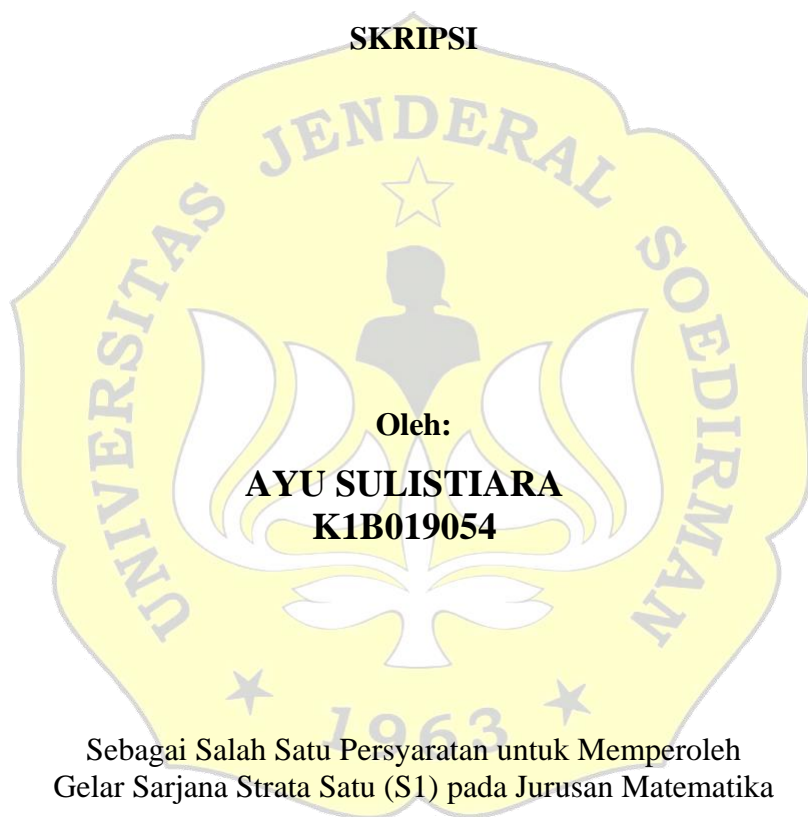 SKRIPSI
UNIVERSITAS JENDERAL SOEDIRMAN
Oleh:
AYU SULISTIARA
K1B019054
1963
Sebagai Salah Satu Persyaratan untuk Memperoleh
Gelar Sarjana Strata Satu (S1) pada Jurusan Matematika